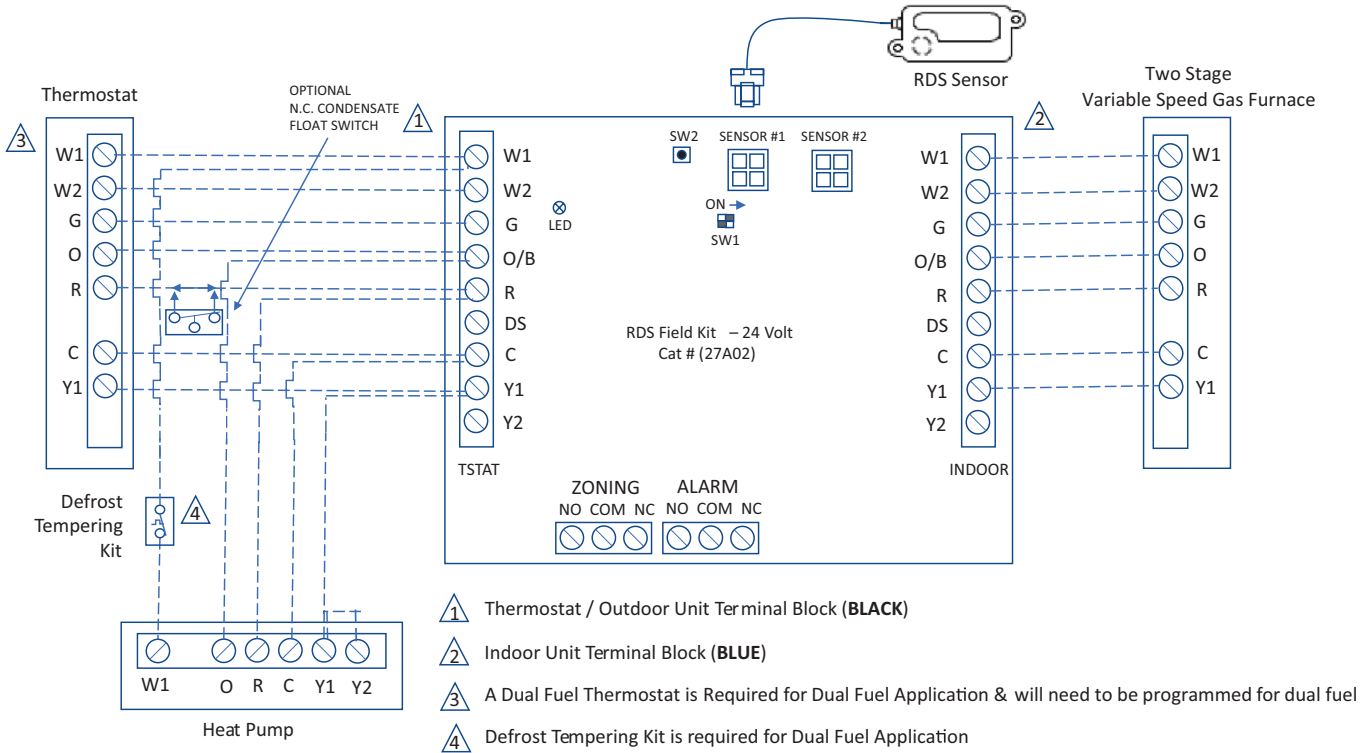 RDS Sensor
Two Stage
Variable Speed Gas Furnace
Thermostat
OPTIONAL
N.C. CONDENSATE
FLOAT SWITCH
3
1
2
W1
W2
G
O
R
C
Y1
W1
W2
G
O/B
R
DS
C
Y1
Y2
TSTAT
LED
SW2
SENSOR #1
SENSOR #2
ON
SW1
RDS Field Kit – 24 Volt
Cat # (27A02)
W1
W2
G
O/B
R
DS
C
Y1
Y2
INDOOR
W1
W2
G
O
R
C
Y1
ZONING
NO COM NC
ALARM
NO COM NC
Defrost
Tempering
Kit
4
W1 O R C Y1 Y2
Heat Pump
1 Thermostat / Outdoor Unit Terminal Block (BLACK)
2 Indoor Unit Terminal Block (BLUE)
3 A Dual Fuel Thermostat is Required for Dual Fuel Application & will need to be programmed for dual fuel
4 Defrost Tempering Kit is required for Dual Fuel Application